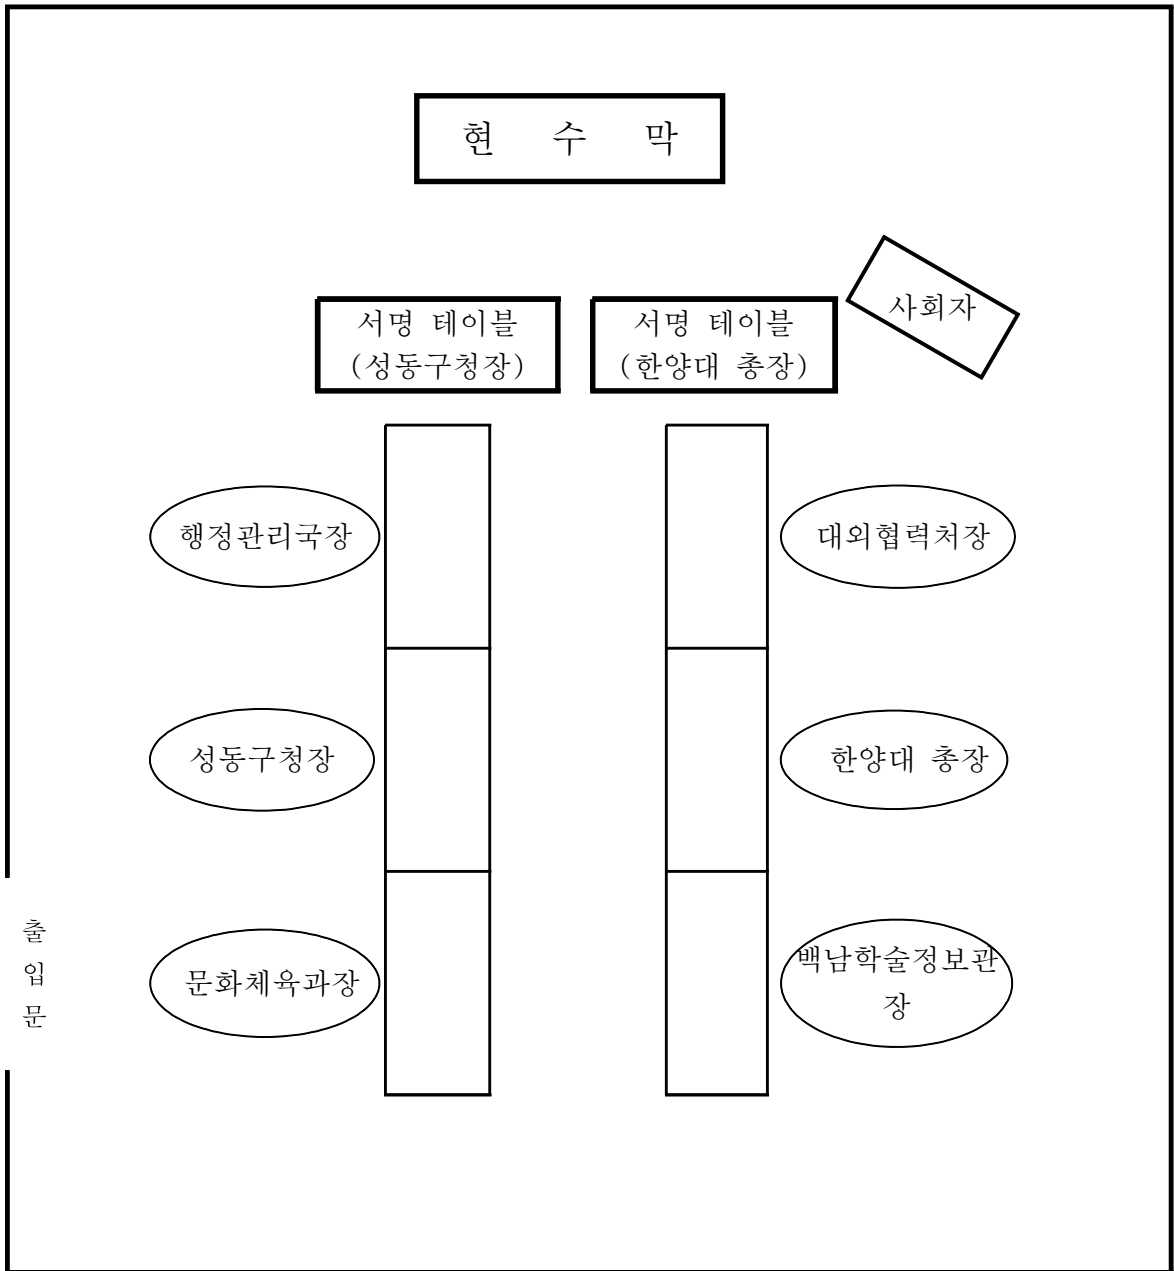 현 수 막
사회자
서명 테이블
(성동구청장)
서명 테이블
(한양대 총장)
행정관리국장
대외협력처장
성동구청장
한양대 총장
출
입
문
문화체육과장
백남학술정보관
장